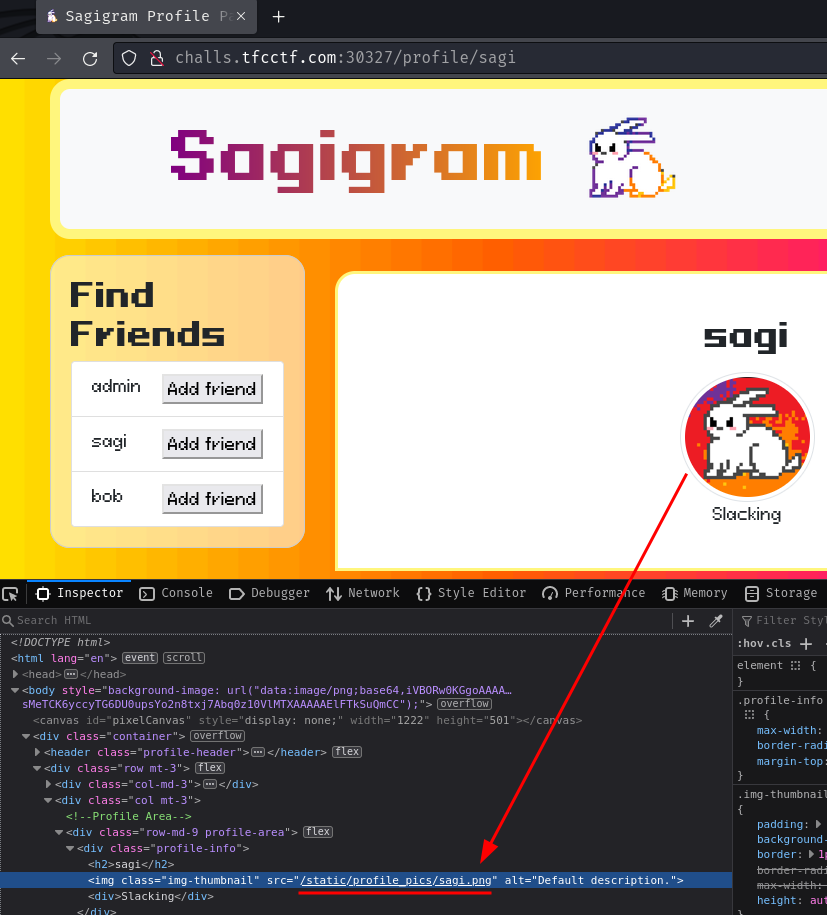 Sagigram Profile Pa
challs.tfcctf.com:30327/profile/sagi
Sagigram
Find
Friends
admin Add friend
sagi Add friend
bob Add friend
sagi
Slacking
Inspector Console Debugger Network Style Editor Performance Memory Storage
Search HTML
Filter Sty
<!DOCTYPE html>
:hov .cls
<html lang="en"> event scroll
<head> </head>
element {
}
<body style="background-image: url("data:image/png;base64,iVBORw0KGgoAAAA…
sMeTCK6yccyTG6DU0upsYo2n8txj7Abq0z10VlMTXAAAAAElFTkSuQmCC");"> overflow
<canvas id="pixelCanvas" style="display: none;" width="1222" height="501"></canvas>
<div class="container"> overflow
<header class="profile-header"> </header> flex
<div class="row mt-3"> flex
<div class="col-md-3"> </div>
<div class="col mt-3">
<!--Profile Area-->
<div class="row-md-9 profile-area"> flex
<div class="profile-info">
<h2>sagi</h2>
<img class="img-thumbnail" src="/static/profile_pics/sagi.png" alt="Default description.">
<div>Slacking</div>
</div>
.profile-info
{
max-width:
border-radi
margin-top:
}
.img-thumbnail
{
padding:
background-
border: 1p
border-radi
max-width:
height: aut
}